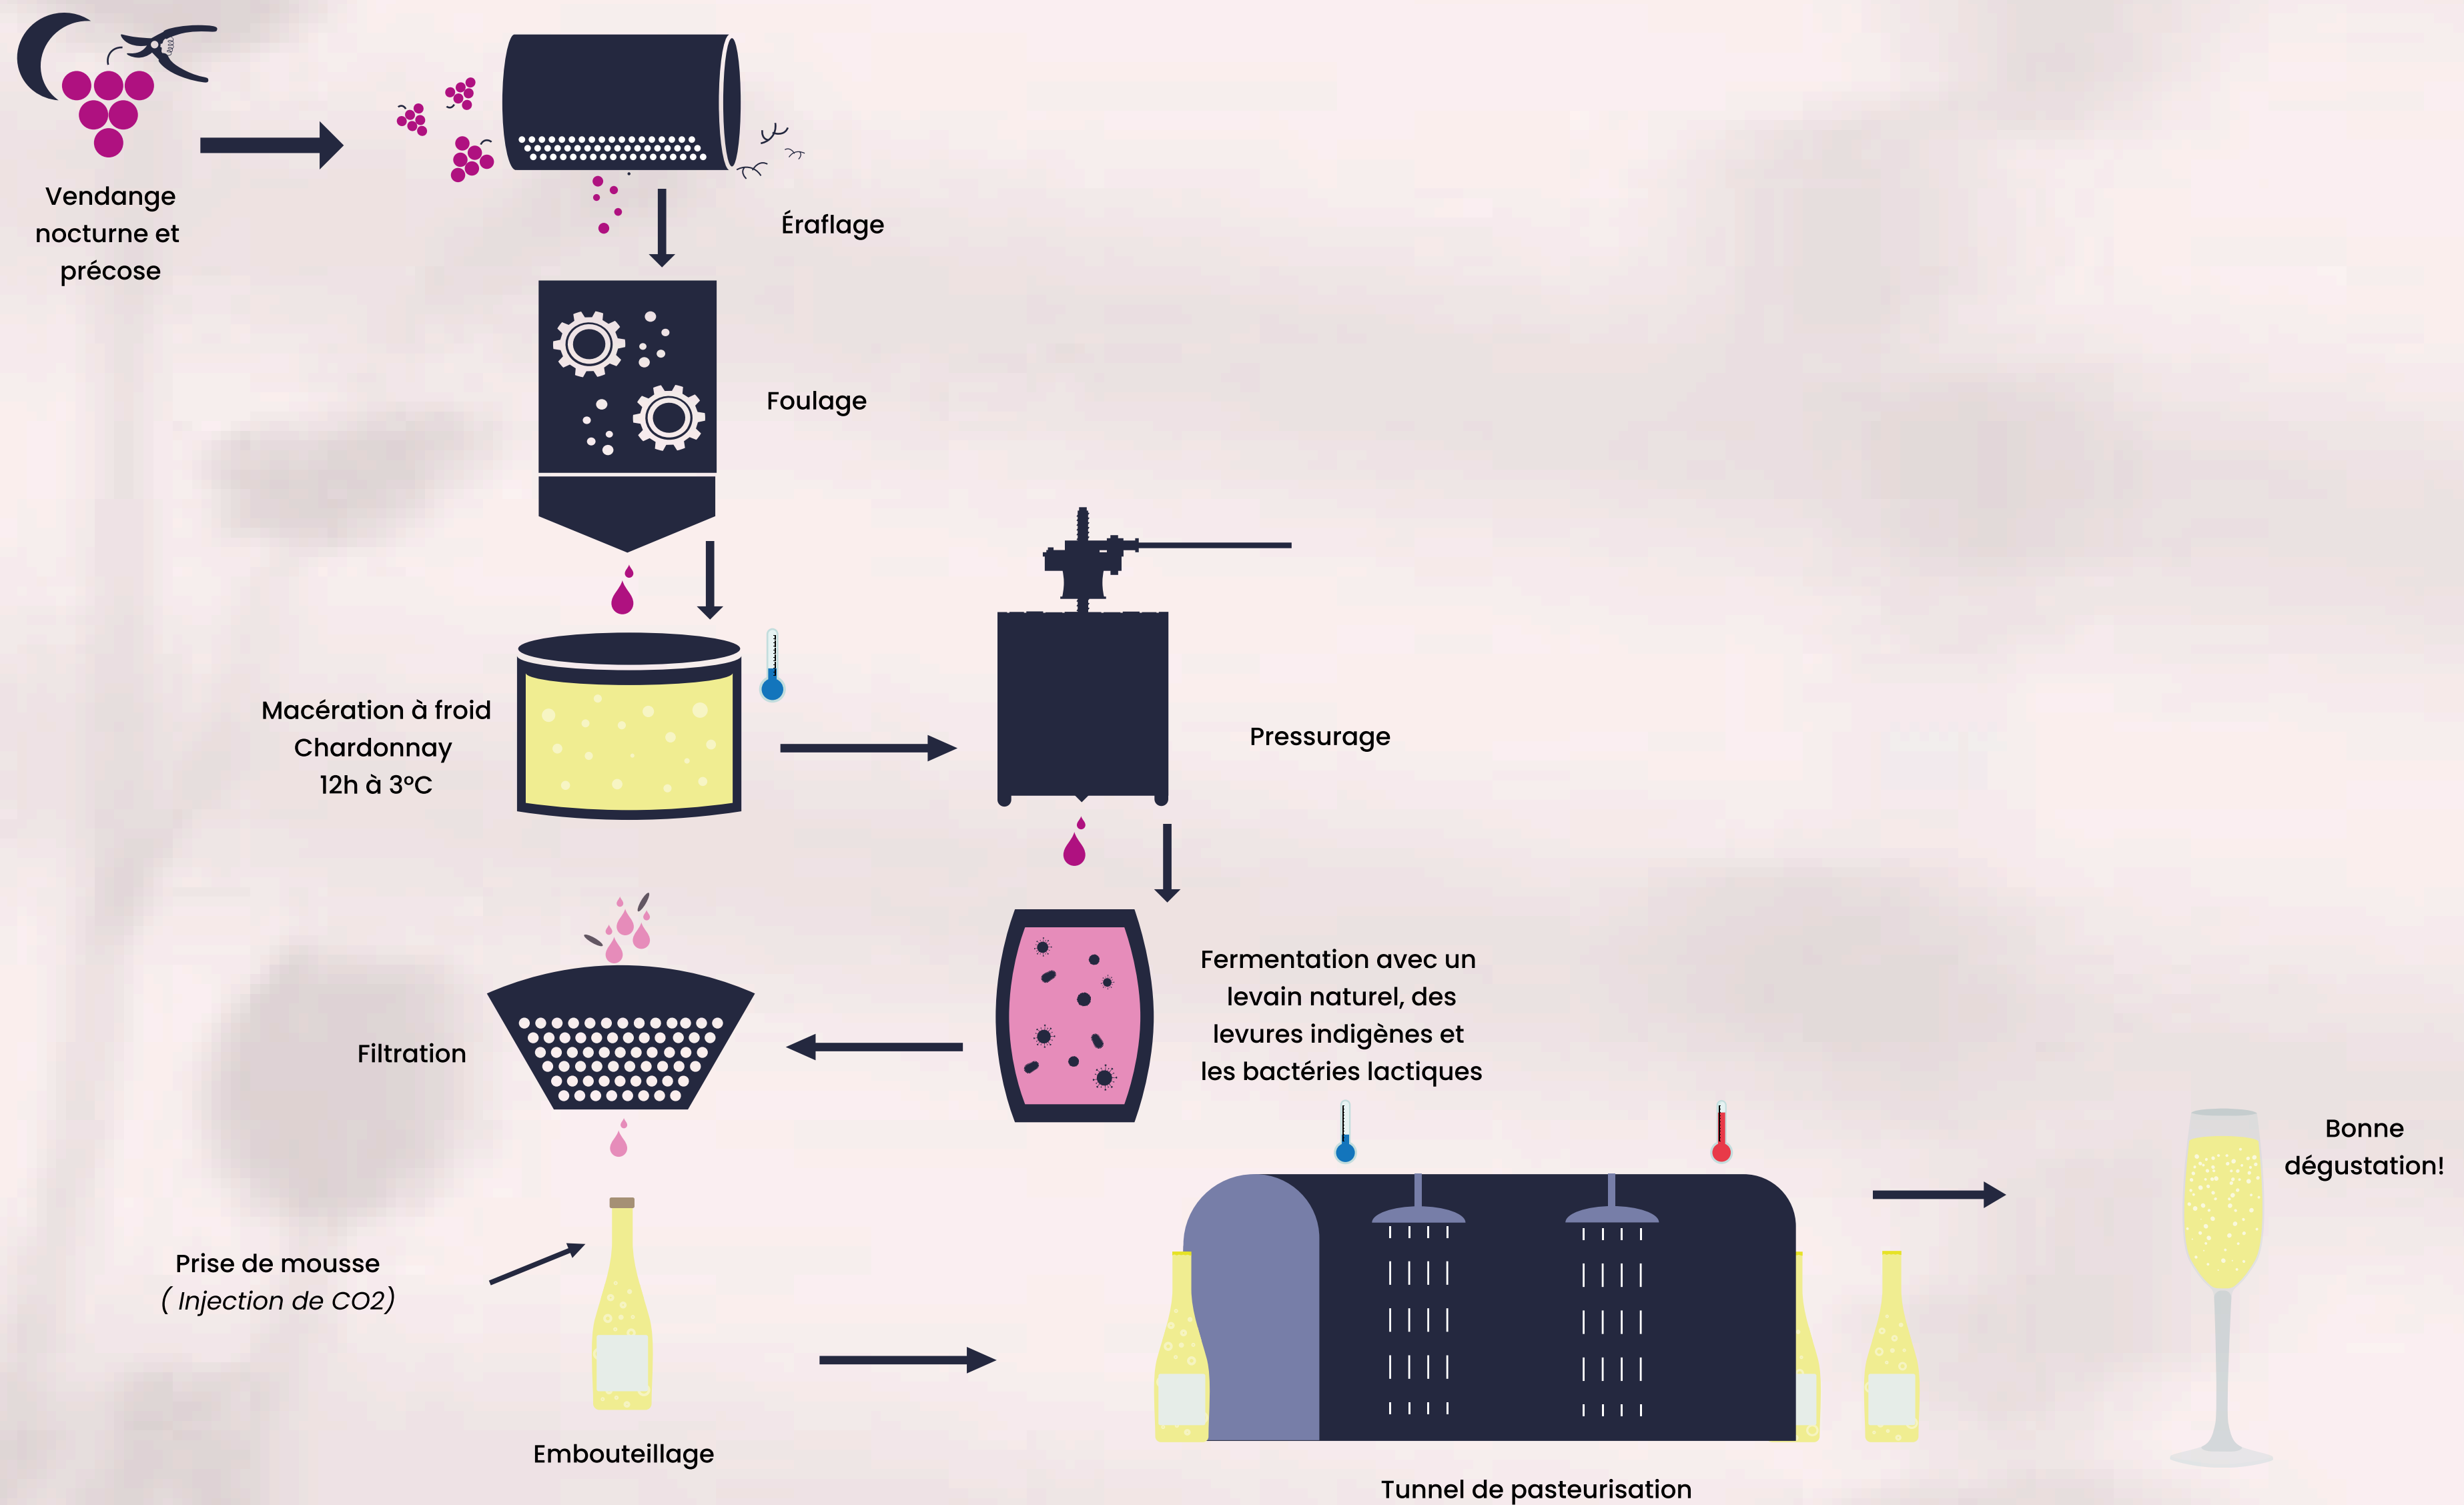 Vendange
nocturne et
précose
Éraflage
Foulage
Macération à froid
Chardonnay
12h à 3°C
Pressurage
Fermentation avec un
levain naturel, des
levures indigènes et
les bactéries lactiques
Filtration
Prise de mousse
( Injection de CO2)
Embouteillage
Tunnel de pasteurisation
Bonne
dégustation!